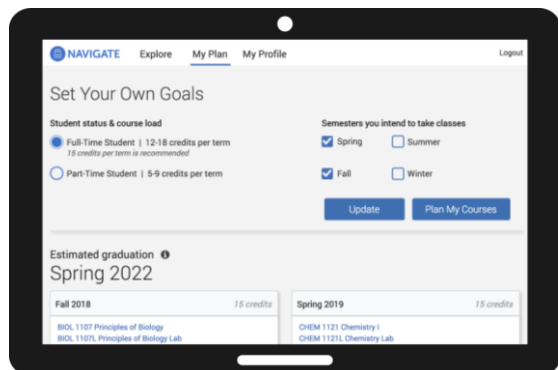 NAVIGATE Explore My Plan My Profile Logout
Set Your Own Goals
Student status & course load
Full-Time Student | 12-18 credits per term
15 credits per term is recommended
Part-Time Student | 5-9 credits per term
Semesters you intend to take classes
Spring Summer
Fall Winter
Update Plan My Courses
Estimated graduation
Spring 2022
Fall 2018 15 credits
BIOL 1107 Principles of Biology
BIOL 1107L Principles of Biology Lab
Spring 2019 15 credits
CHEM 1121 Chemistry I
CHEM 1121L Chemistry Lab